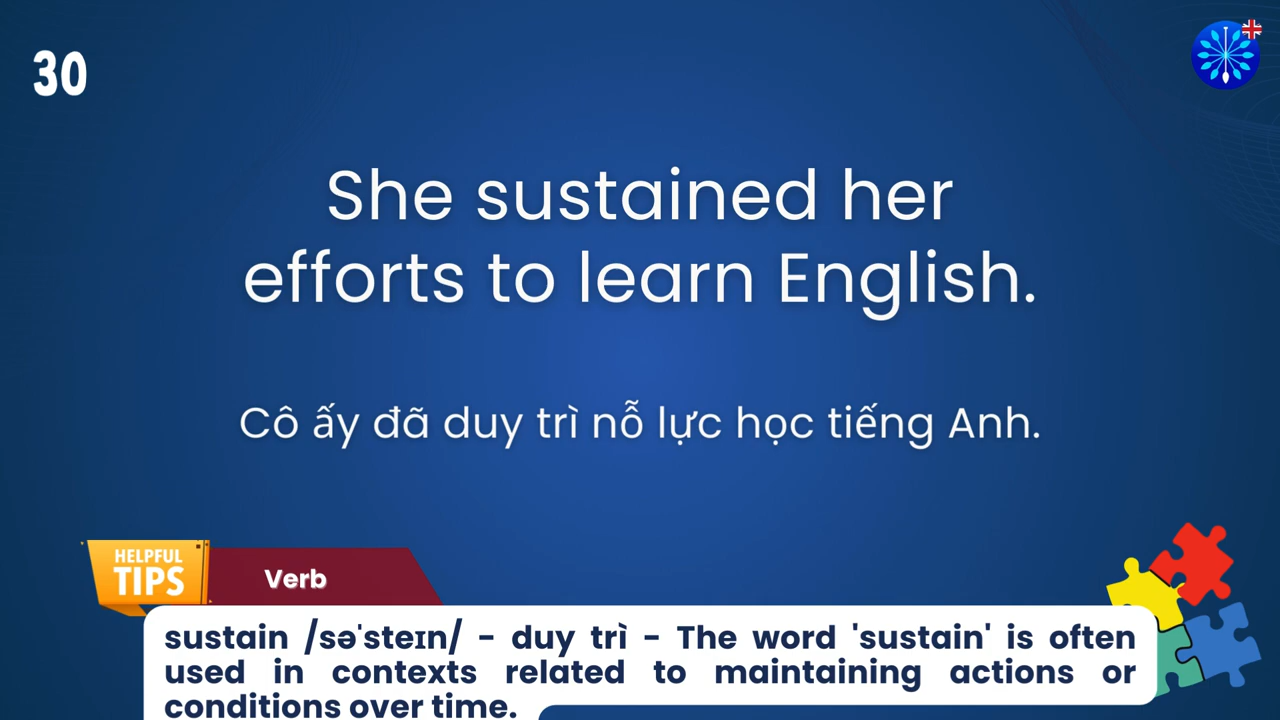 30
She sustained her
efforts to learn English.
Cô ấy đã duy trì nỗ lực học tiếng Anh.
HELPFUL
TIPS
Verb
sustain /səˈsteɪn/ - duy trì - The word 'sustain' is often
used in contexts related to maintaining actions or
conditions over time.